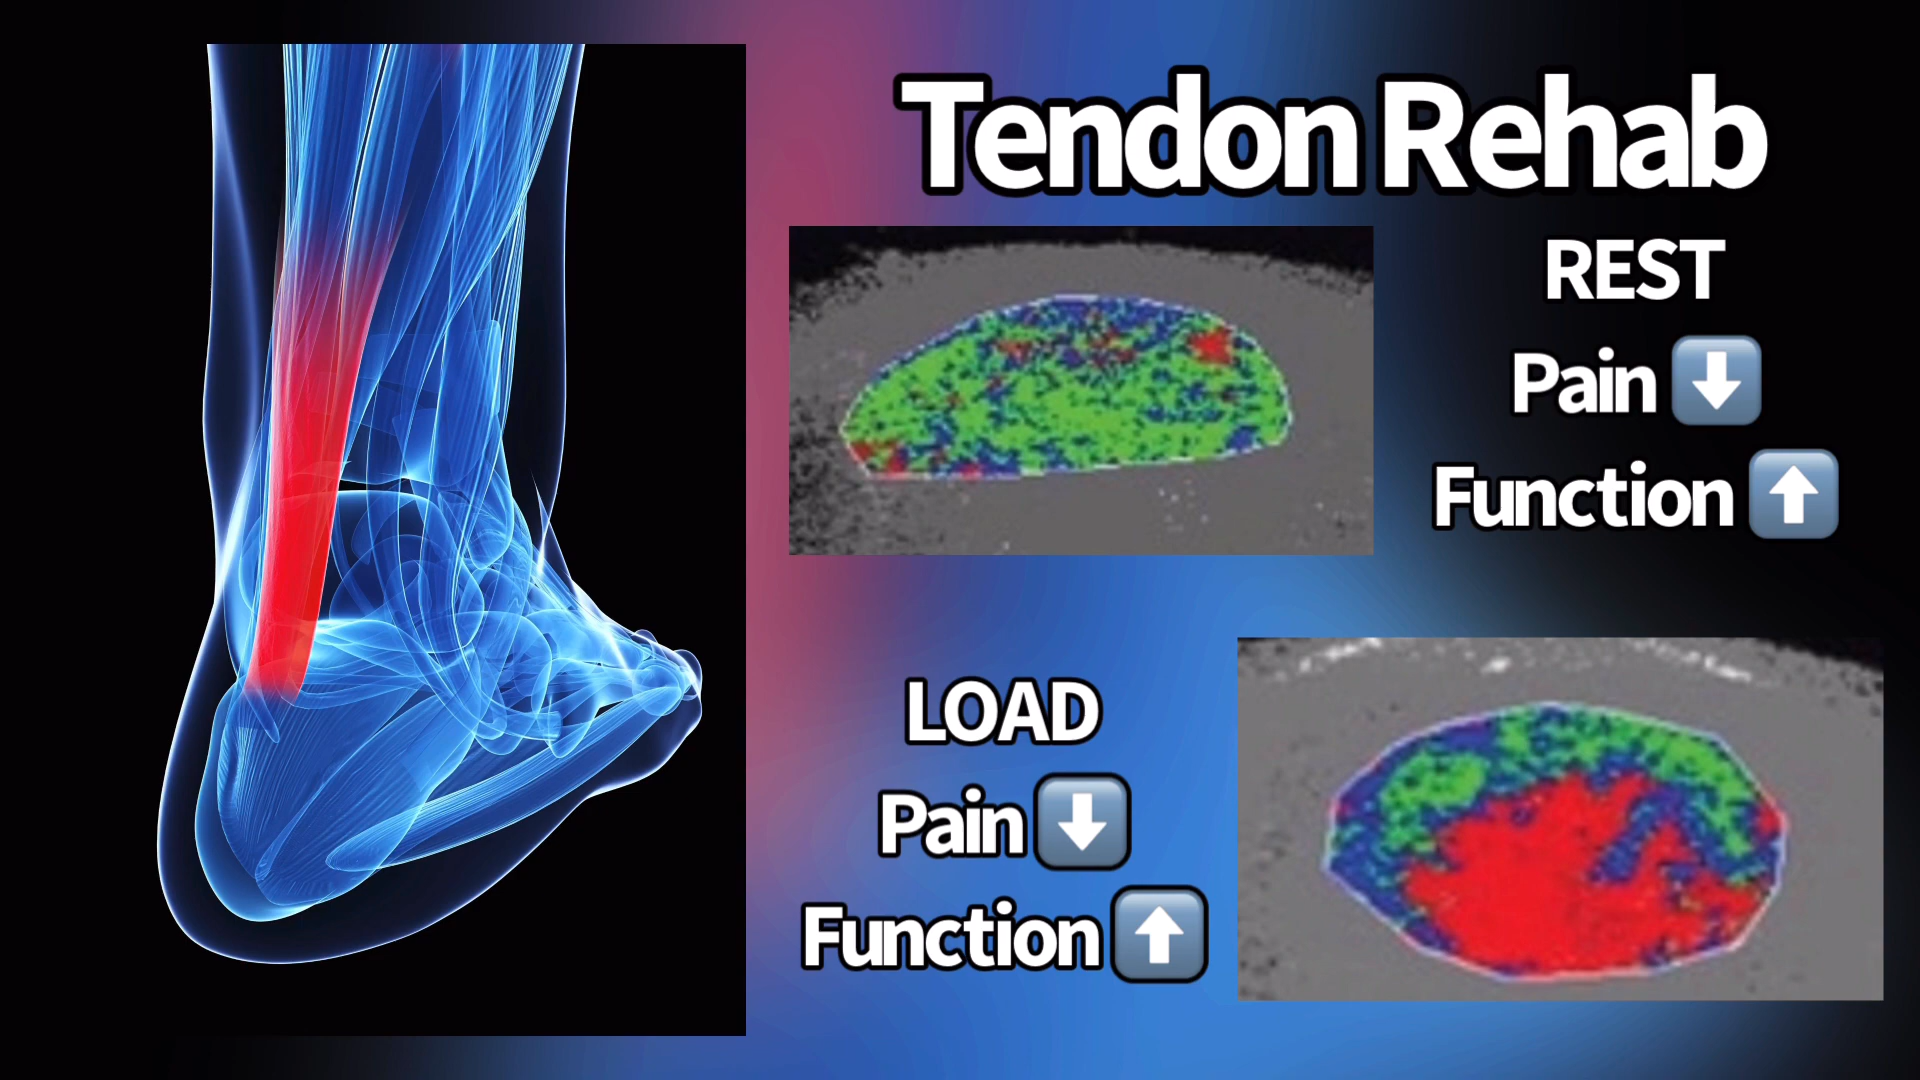 Tendon Rehab
REST
Pain ⬇️
Function ⬆️
LOAD
Pain ⬇️
Function ⬆️